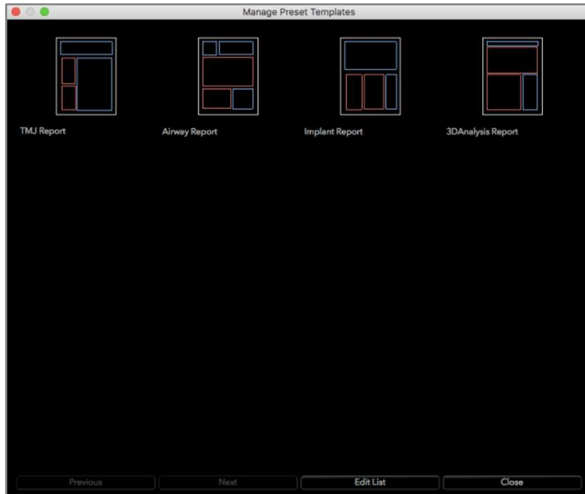 Manage Preset Templates
TMJ Report
Airway Report
Implant Report
3DAnalysis Report
Previous
Next
Edit List
Close